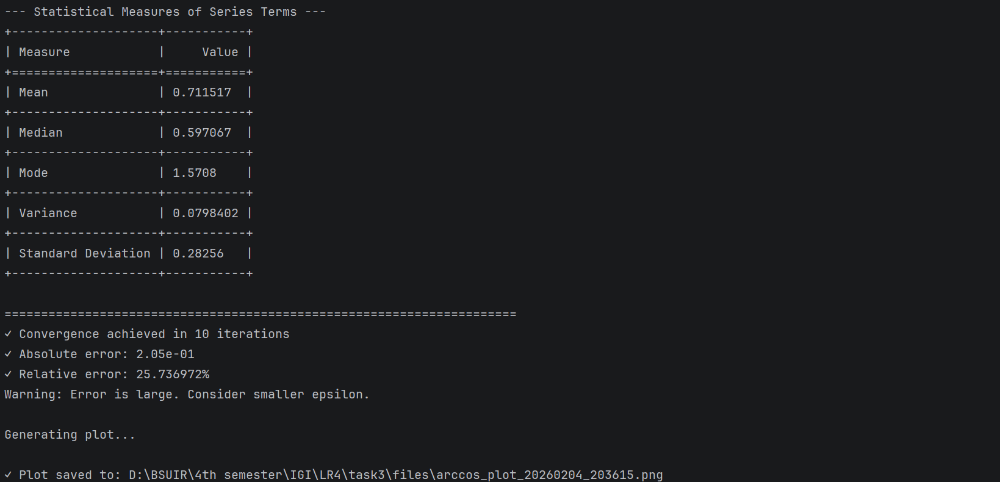 --- Statistical Measures of Series Terms ---
+--------------------+-----------+
| Measure            |     Value |
+====================+===========+
| Mean               | 0.711517  |
+--------------------+-----------+
| Median             | 0.597067  |
+--------------------+-----------+
| Mode               | 1.5708    |
+--------------------+-----------+
| Variance           | 0.0798402 |
+--------------------+-----------+
| Standard Deviation | 0.28256   |
+--------------------+-----------+
======================================================================
✓ Convergence achieved in 10 iterations
✓ Absolute error: 2.05e-01
✓ Relative error: 25.736972%
Warning: Error is large. Consider smaller epsilon.
Generating plot...
✓ Plot saved to: D:\BSUIR\4th semester\IGI\LR4\task3\files\arccos_plot_20260204_203615.png